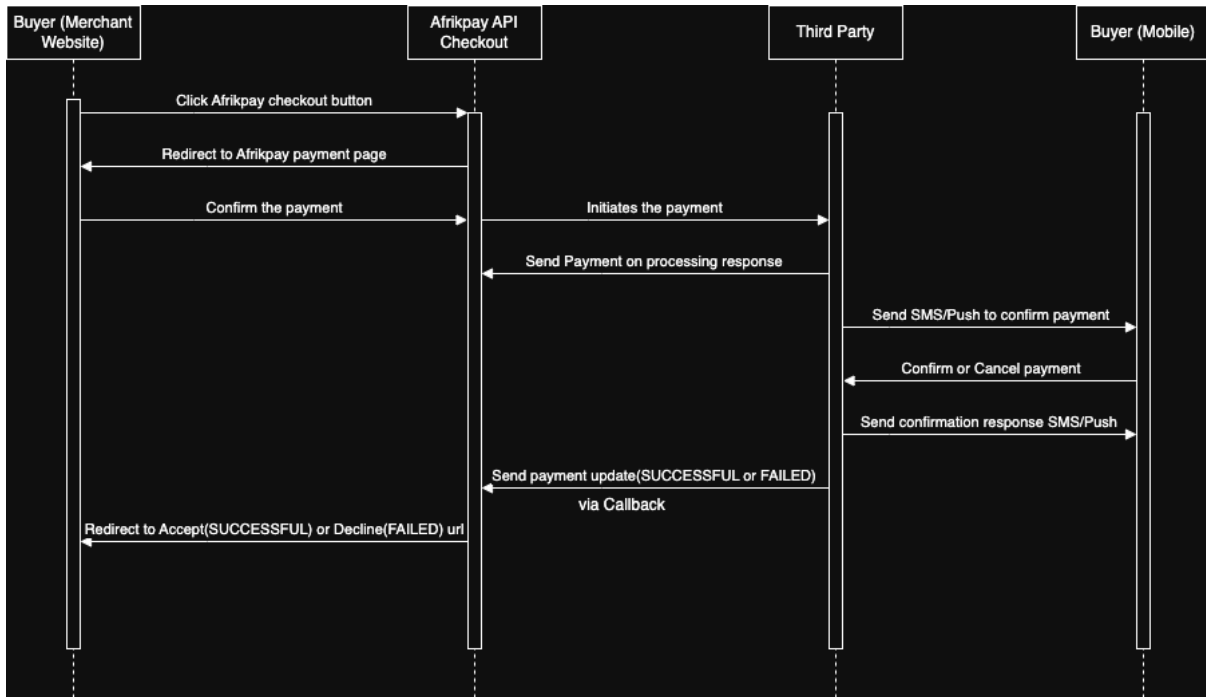 Buyer (Merchant
Website)
Afrikpay API
Checkout
Third Party
Buyer (Mobile)
Click Afrikpay checkout button
Redirect to Afrikpay payment page
Confirm the payment
Initiates the payment
Send Payment on processing response
Send SMS/Push to confirm payment
Confirm or Cancel payment
Send confirmation response SMS/Push
Send payment update(SUCCESSFUL or FAILED)
via Callback
Redirect to Accept(SUCCESSFUL) or Decline(FAILED) url